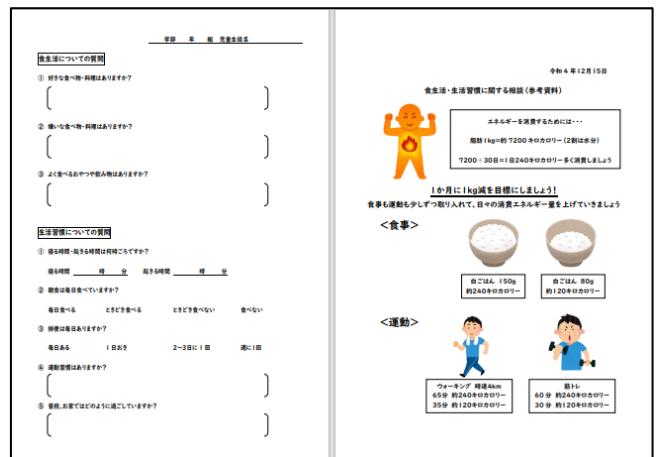 学部　年　組　児童生徒名
食生活についての質問
① 好きな食べ物・料理はありますか?
② 嫌いな食べ物・料理はありますか?
③ よく食べるおやつや飲み物はありますか?
生活習慣についての質問
① 寝る時間・起きる時間は何時ごろですか?
寝る時間　時　分　起きる時間　時　分
② 朝食は毎日食べていますか?
毎日食べる　ときどき食べる　ときどき食べない　食べない
③ 排便は毎日ありますか?
毎日ある　1日おき　2~3日に1回　週に1回
④ 運動習慣はありますか?
⑤ 普段、お家ではどのように過ごしていますか?
令和4年12月15日
食生活・生活習慣に関する相談(参考資料)
エネルギーを消費するためには・・・
脂肪1kg=約7200キロカロリー(2割は水分)
7200÷30日=1日240キロカロリー多く消費しましょう
1か月に1kg減を目標にしましょう!
食事も運動も少しずつ取り入れて、日々の消費エネルギー量を上げていきましょう
<食事>
白ごはん 150g
約240キロカロリー
白ごはん 80g
約120キロカロリー
<運動>
ウォーキング 時速4km
65分 約240キロカロリー
35分 約120キロカロリー
筋トレ
60分 約240キロカロリー
30分 約120キロカロリー